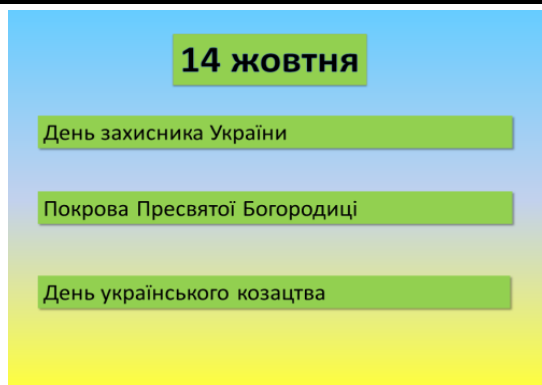 14 жовтня
День захисника України
Покрова Пресвятої Богородиці
День українського козацтва